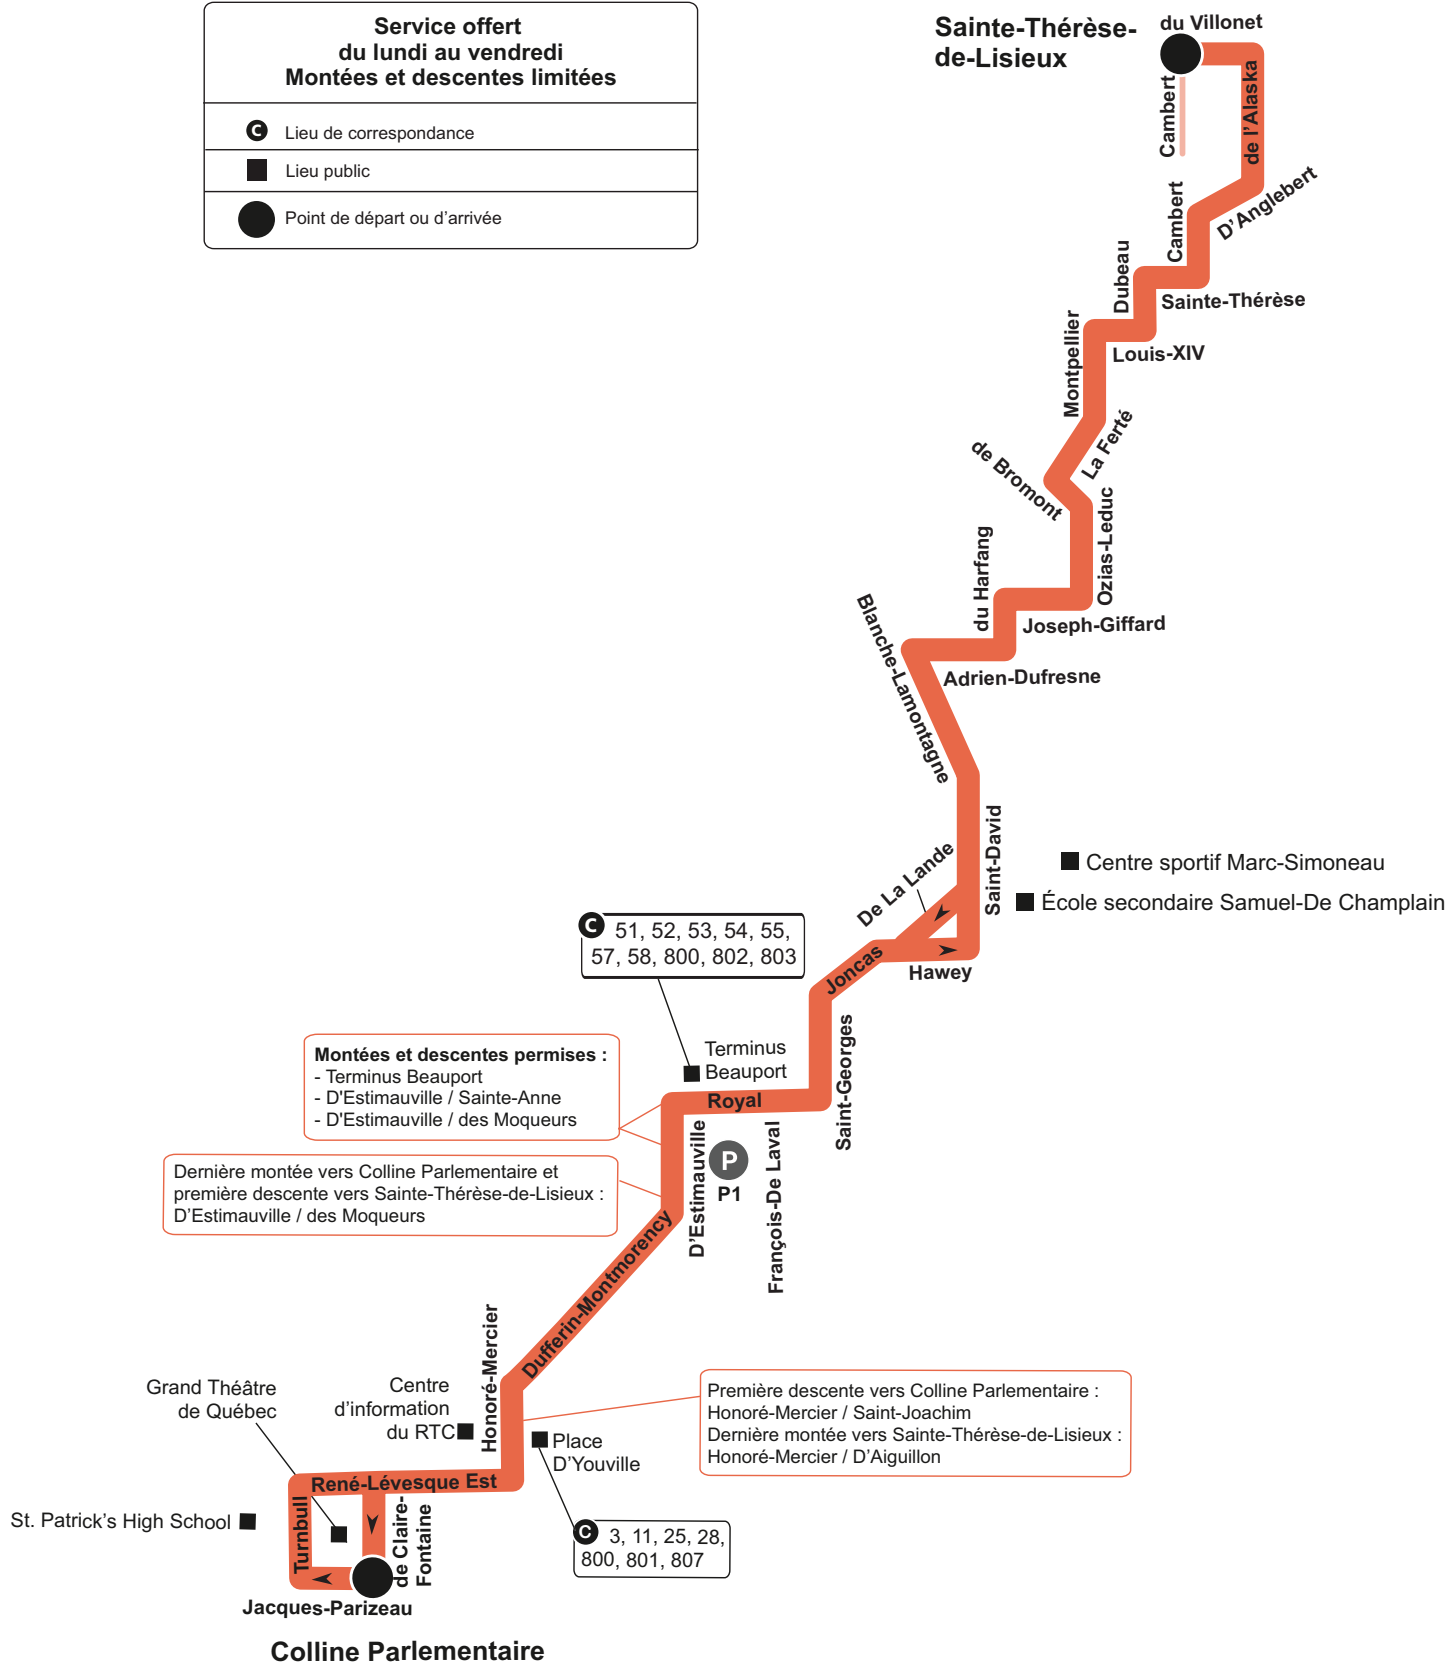 Service offert
du lundi au vendredi
Montées et descentes limitées
C Lieu de correspondance
Lieu public
Point de départ ou d'arrivée
Sainte-Thérèse-
de-Lisieux
du Villonet
Cambert
de l'Alaska
D'Anglebert
Cambert
Dubeau
Sainte-Thérèse
Montpellier
Louis-XIV
La Ferté
de Bromont
Ozias-Leduc
du Harfang
Joseph-Giffard
Blanche-Lamontagne
Adrien-Dufresne
Saint-David
De La Lande
Centre sportif Marc-Simoneau
École secondaire Samuel-De Champlain
C 51, 52, 53, 54, 55,
57, 58, 800, 802, 803
Joncas
Hawey
Saint-Georges
Terminus
Beauport
Royal
Montées et descentes permises :
- Terminus Beauport
- D'Estimauville / Sainte-Anne
- D'Estimauville / des Moqueurs
Dernière montée vers Colline Parlementaire et
première descente vers Sainte-Thérèse-de-Lisieux :
D'Estimauville / des Moqueurs
D'Estimauville
P
P1
François-De Laval
Dufferin-Montmorency
Honoré-Mercier
Grand Théâtre
de Québec
Centre
d'information
du RTC
Première descente vers Colline Parlementaire :
Honoré-Mercier / Saint-Joachim
Dernière montée vers Sainte-Thérèse-de-Lisieux :
Honoré-Mercier / D'Aiguillon
Place
D'Youville
René-Lévesque Est
St. Patrick's High School
Turnbull
de Claire-
Fontaine
C 3, 11, 25, 28,
800, 801, 807
Jacques-Parizeau
Colline Parlementaire